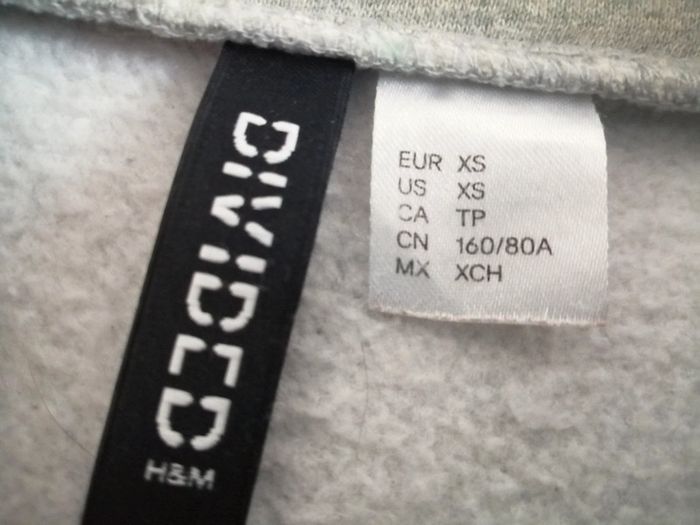 DIVIDED
H&M
EUR XS
US XS
CA TP
CN 160/80A
MX XCH